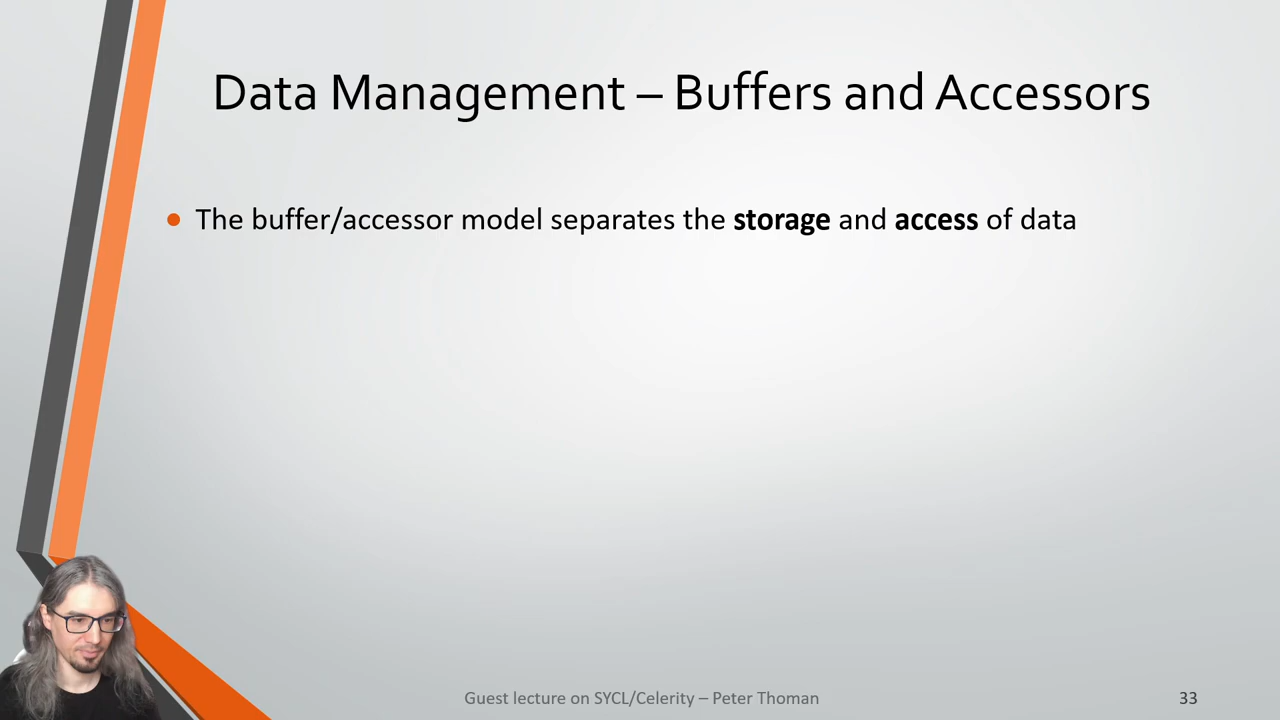 Data Management – Buffers and Accessors
The buffer/accessor model separates the storage and access of data
Guest lecture on SYCL/Celerity – Peter Thoman
33